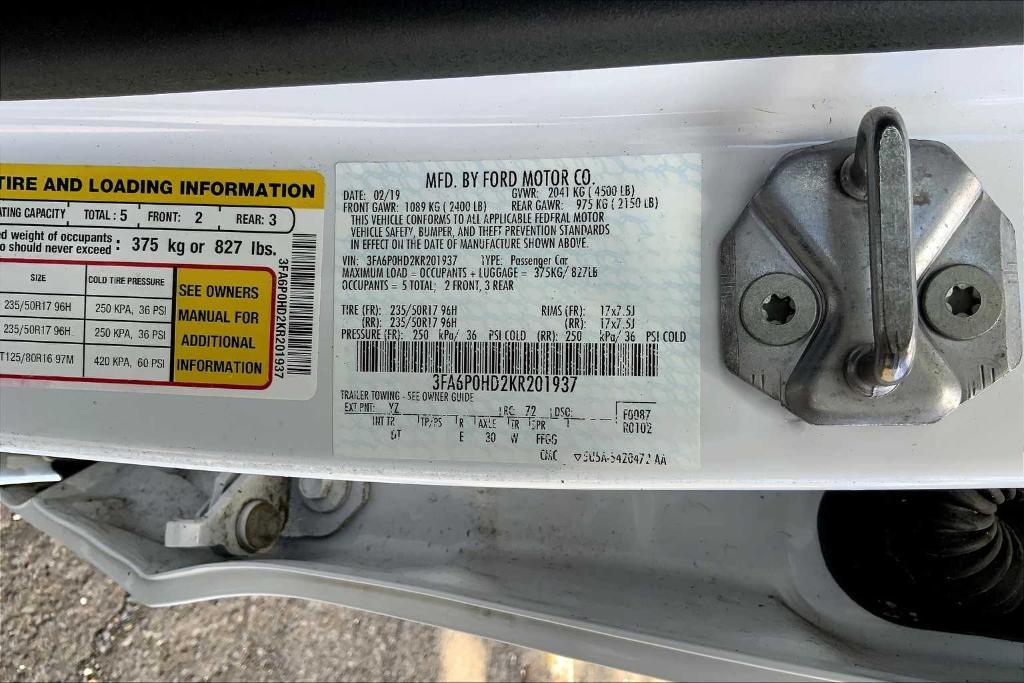 TIRE AND LOADING INFORMATION
ATING CAPACITY TOTAL : 5 FRONT: 2 REAR: 3
ed weight of occupants :
o should never exceed : 375 kg or 827 lbs.
SIZE COLD TIRE PRESSURE
235/50R17 96H 250 KPA, 36 PSI
235/50R17 96H 250 KPA, 36 PSI
T125/80R16 97M 420 KPA, 60 PSI
SEE OWNERS
MANUAL FOR
ADDITIONAL
INFORMATION
3FA6P0HD2KR201937
MFD. BY FORD MOTOR CO.
DATE: 02/19 GVWR: 2041 KG ( 4500 LB)
FRONT GAWR: 1089 KG ( 2400 LB) REAR GAWR: 975 KG ( 2150 LB)
THIS VEHICLE CONFORMS TO ALL APPLICABLE FEDERAL MOTOR
VEHICLE SAFETY, BUMPER, AND THEFT PREVENTION STANDARDS
IN EFFECT ON THE DATE OF MANUFACTURE SHOWN ABOVE.
VIN: 3FA6P0HD2KR201937 TYPE: Passenger Car
MAXIMUM LOAD = OCCUPANTS + LUGGAGE = 375KG/ 827LB
OCCUPANTS = 5 TOTAL; 2 FRONT, 3 REAR
TIRE (FR): 235/50R17 96H RIMS (FR): 17x7.5J
(RR): 235/50R17 96H (RR): 17x7.5J
PRESSURE(FR): 250 kPa/ 36 PSI COLD (RR): 250 kPa/ 36 PSI COLD
3FA6P0HD2KR201937
TRAILER TOWING - SEE OWNER GUIDE
EXT PNT: YZ RC: 72 DSO: F0087
INT TR TP/PS R AXLE TR SPR R0102
DT E 30 W FFGG